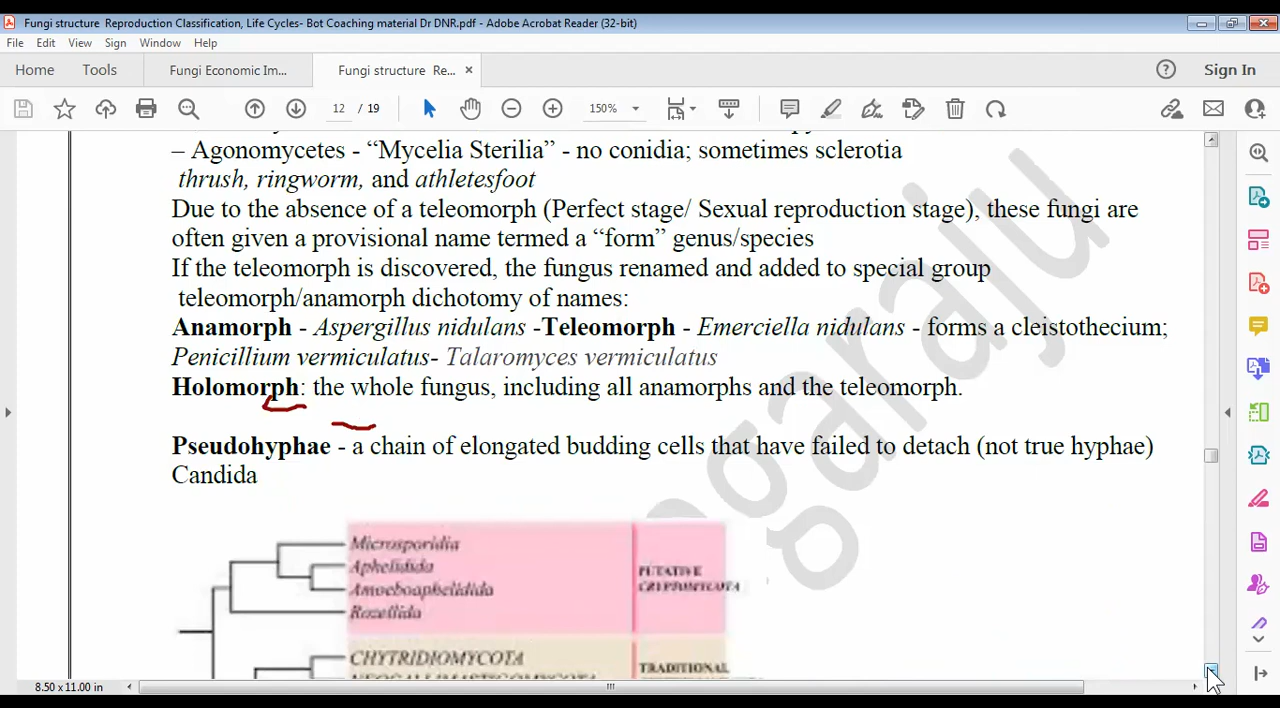 Fungi structure Reproduction Classification, Life Cycles- Bot Coaching material Dr DNR.pdf - Adobe Acrobat Reader (32-bit)
File Edit View Sign Window Help
Home Tools Fungi Economic Im... Fungi structure Re... × Sign In
12 / 19 150%
– Agonomycetes - “Mycelia Sterilia” - no conidia; sometimes sclerotia
thrush, ringworm, and athletesfoot
Due to the absence of a teleomorph (Perfect stage/ Sexual reproduction stage), these fungi are
often given a provisional name termed a “form” genus/species
If the teleomorph is discovered, the fungus renamed and added to special group
teleomorph/anamorph dichotomy of names:
Anamorph - Aspergillus nidulans -Teleomorph - Emerciella nidulans - forms a cleistothecium;
Penicillium vermiculatus- Talaromyces vermiculatus
Holomorph: the whole fungus, including all anamorphs and the teleomorph.
Pseudohyphae - a chain of elongated budding cells that have failed to detach (not true hyphae)
Candida
Microsporidia
Aphelidida
Amoeboaphelidida
Rozellida
PUTATIVE
CRYPTOMYCOTA
CHYTRIDIOMYCOTA
TRADITIONAL
8.50 x 11.00 in